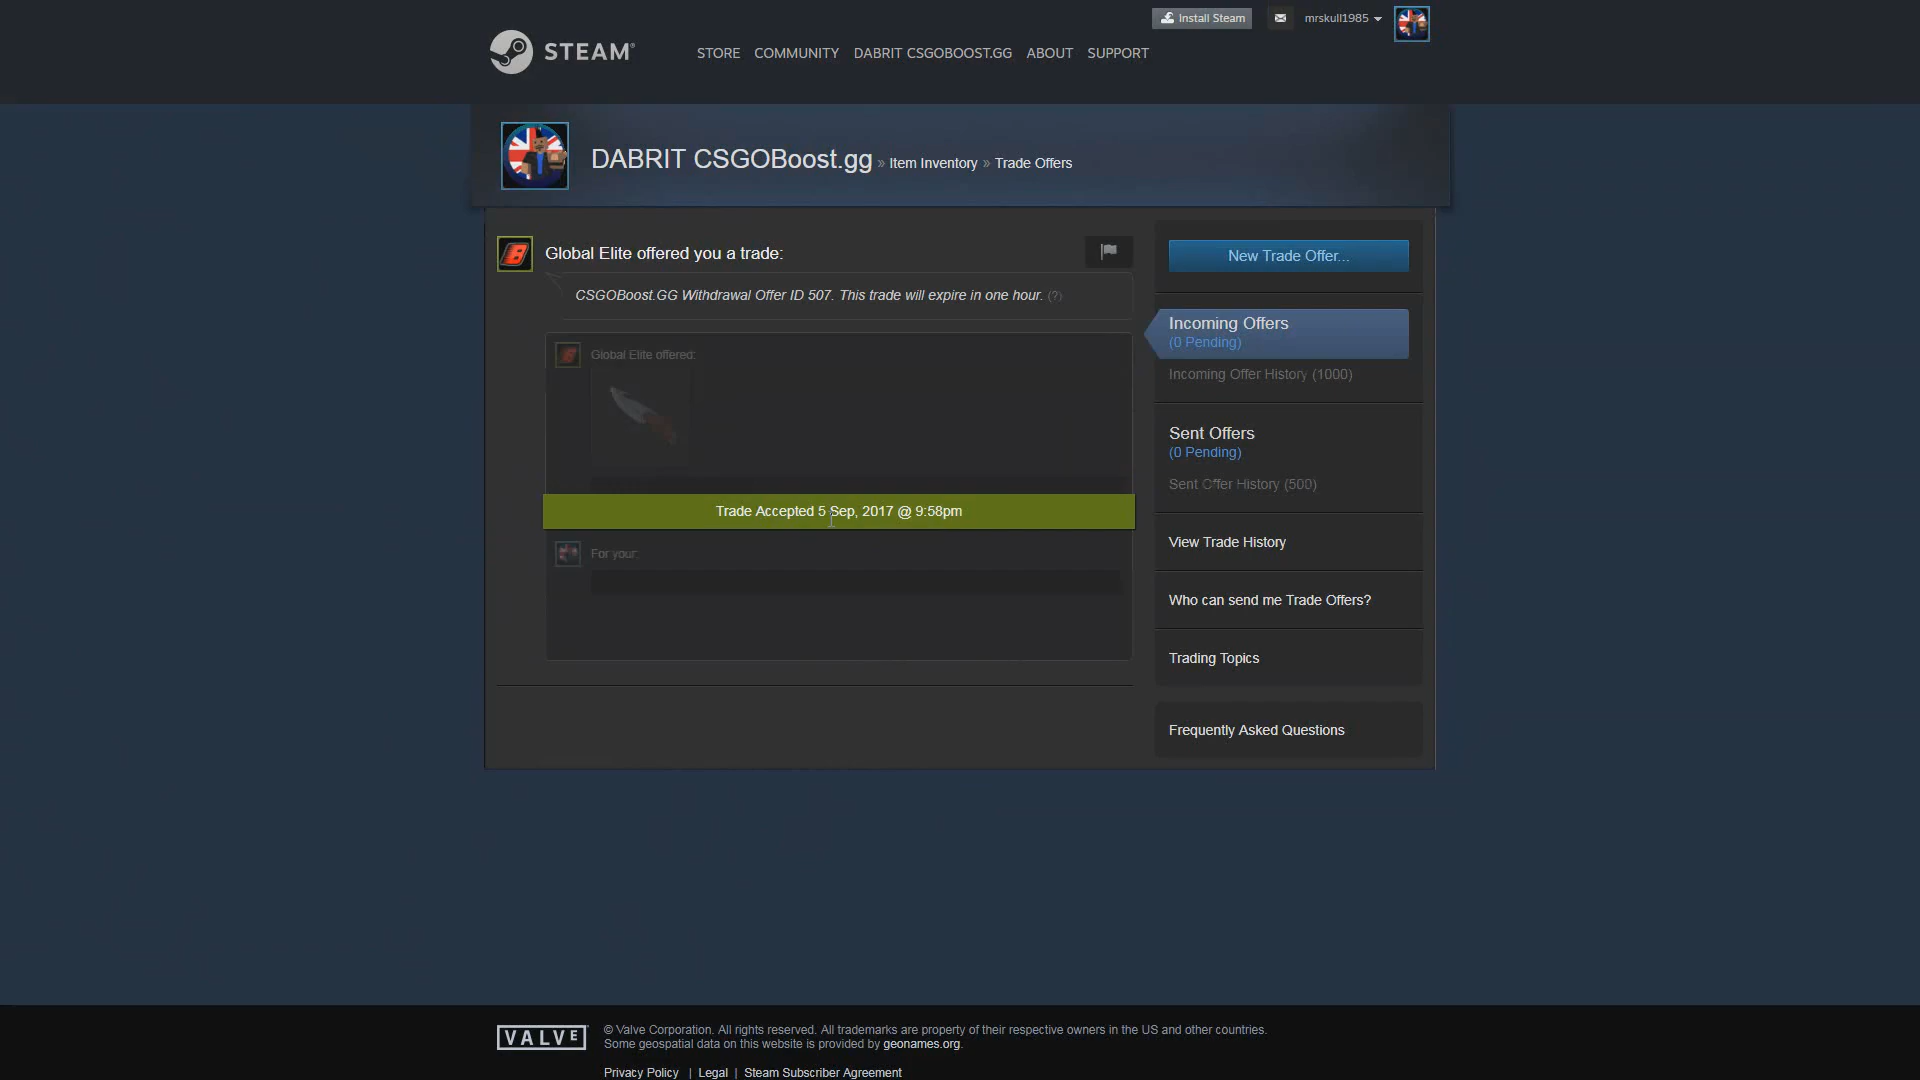 Install Steam
mrskull1985
STEAM®
STORE COMMUNITY DABRIT CSGOBOOST.GG ABOUT SUPPORT
DABRIT CSGOBoost.gg » Item Inventory » Trade Offers
Global Elite offered you a trade:
CSGOBoost.GG Withdrawal Offer ID 507. This trade will expire in one hour. (?)
Global Elite offered:
Trade Accepted 5 Sep, 2017 @ 9:58pm
For your:
New Trade Offer...
Incoming Offers
(0 Pending)
Incoming Offer History (1000)
Sent Offers
(0 Pending)
Sent Offer History (500)
View Trade History
Who can send me Trade Offers?
Trading Topics
Frequently Asked Questions
VALVE
© Valve Corporation. All rights reserved. All trademarks are property of their respective owners in the US and other countries.
Some geospatial data on this website is provided by geonames.org.
Privacy Policy | Legal | Steam Subscriber Agreement